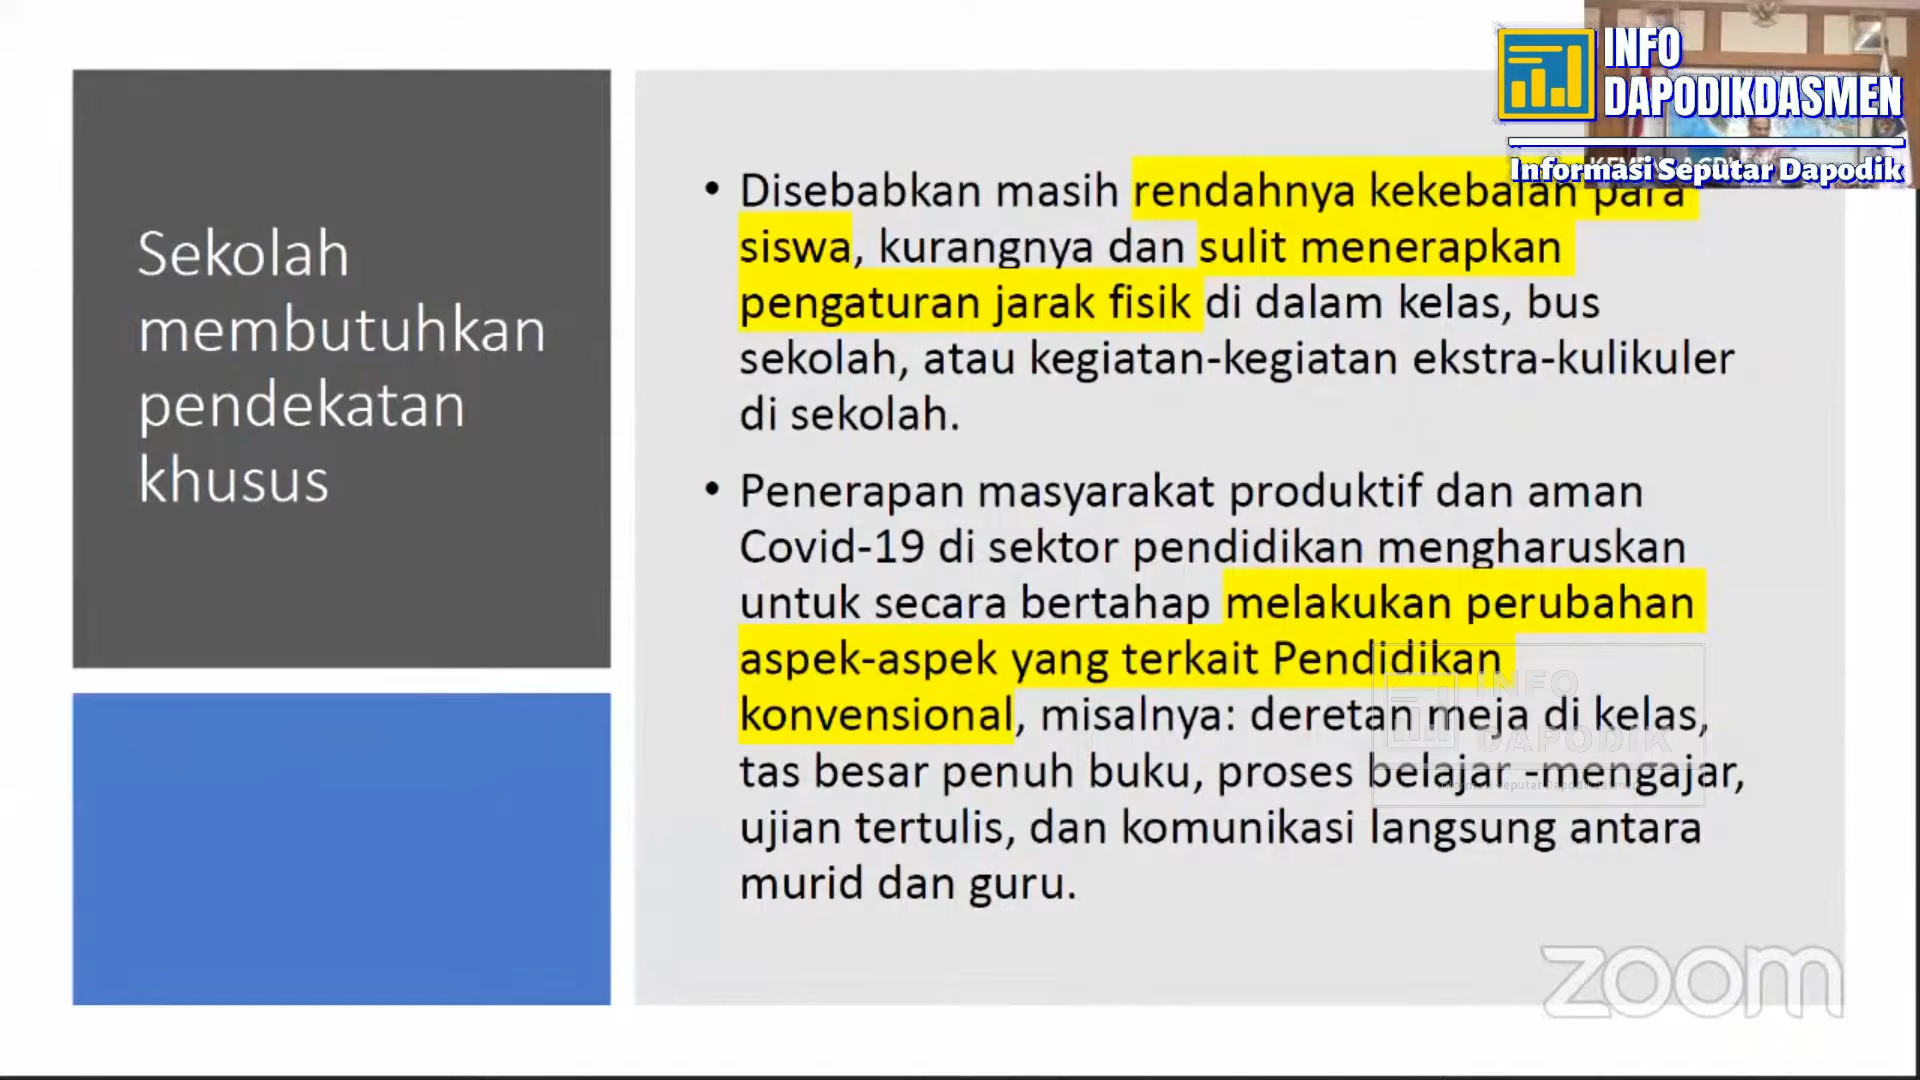 INFO
DAPODIKDASMEN
Informasi Seputar Dapodik
Sekolah
membutuhkan
pendekatan
khusus
• Disebabkan masih rendahnya kekebalan para
siswa, kurangnya dan sulit menerapkan
pengaturan jarak fisik di dalam kelas, bus
sekolah, atau kegiatan-kegiatan ekstra-kulikuler
di sekolah.
• Penerapan masyarakat produktif dan aman
Covid-19 di sektor pendidikan mengharuskan
untuk secara bertahap melakukan perubahan
aspek-aspek yang terkait Pendidikan
konvensional, misalnya: deretan meja di kelas,
tas besar penuh buku, proses belajar -mengajar,
ujian tertulis, dan komunikasi langsung antara
murid dan guru.
INFO
DAPODIK
zoom